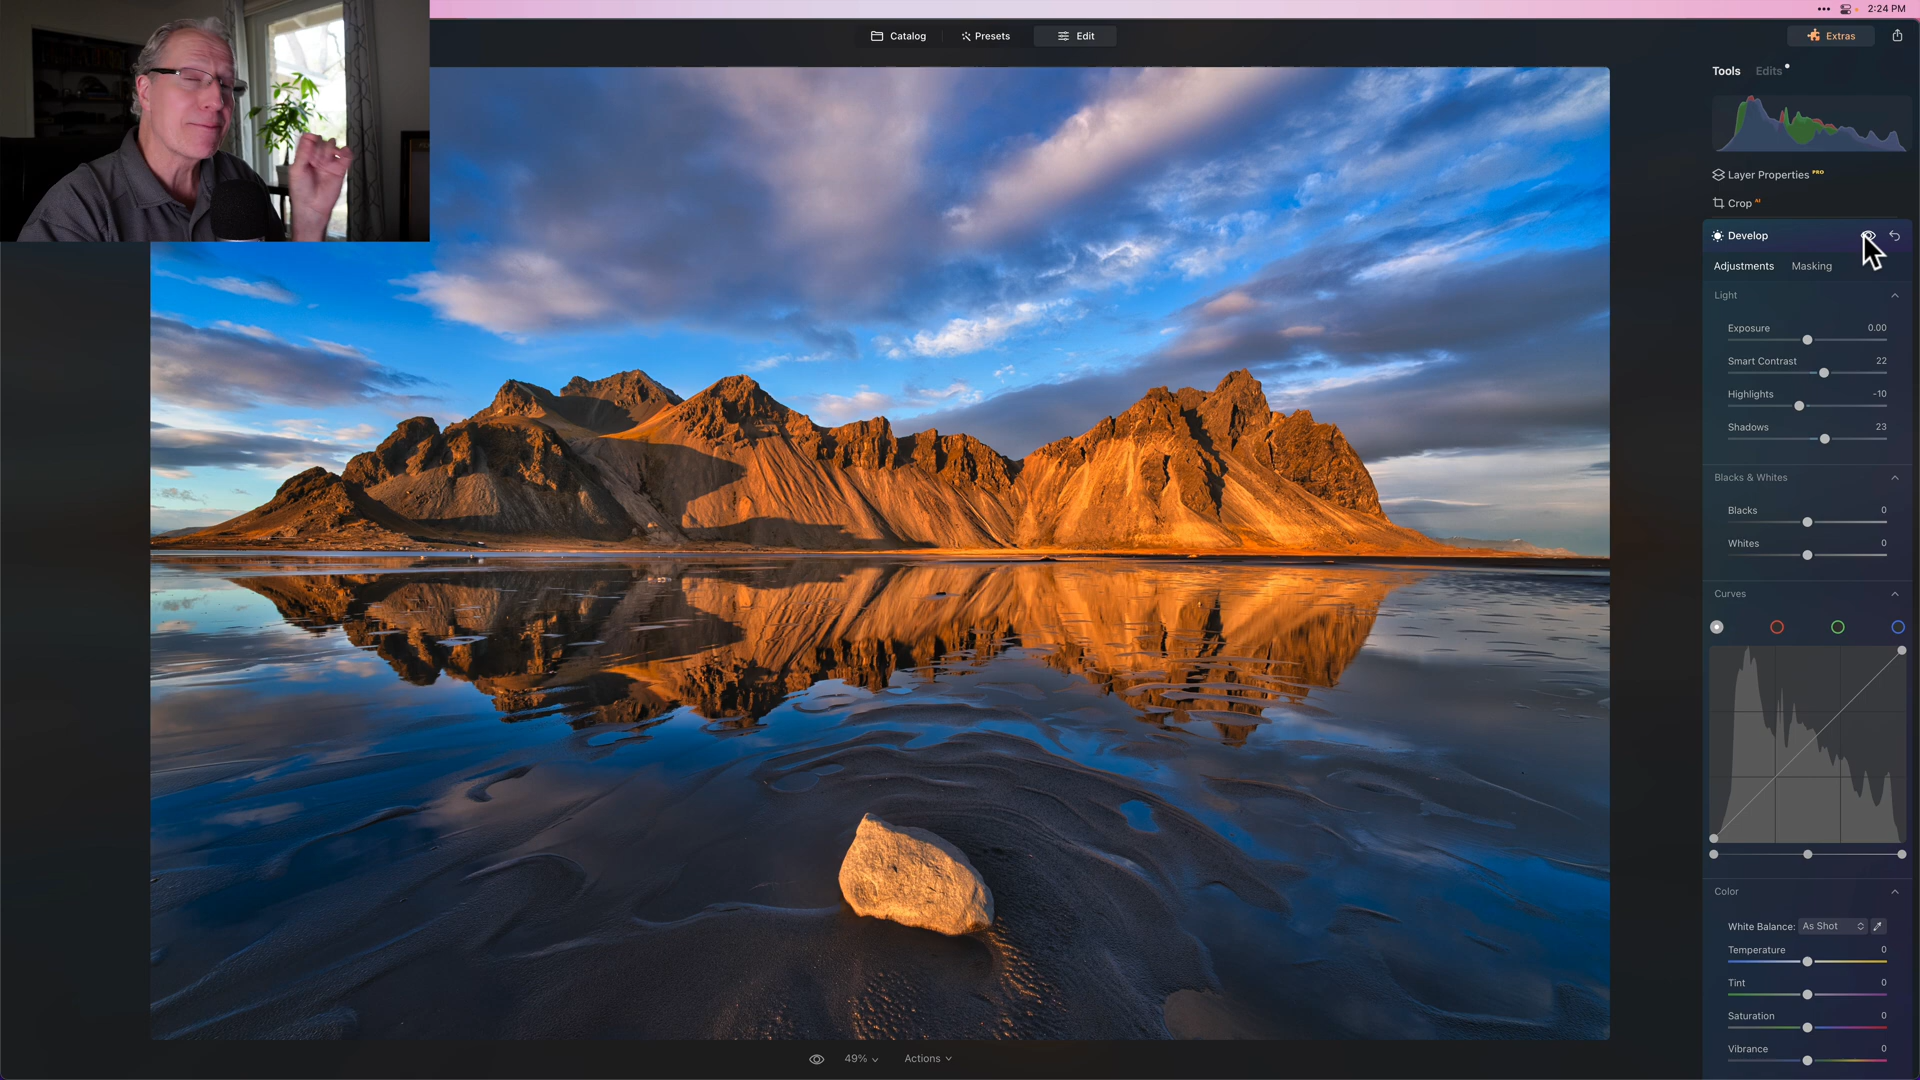 2:24 PM
Catalog
Presets
Edit
Extras
Tools
Edits
Layer Properties PRO
Crop AI
Develop
Adjustments
Masking
Light
Exposure 0.00
Smart Contrast 22
Highlights -10
Shadows 23
Blacks & Whites
Blacks 0
Whites 0
Curves
Color
White Balance: As Shot
Temperature 0
Tint 0
Saturation 0
Vibrance 0
49%
Actions